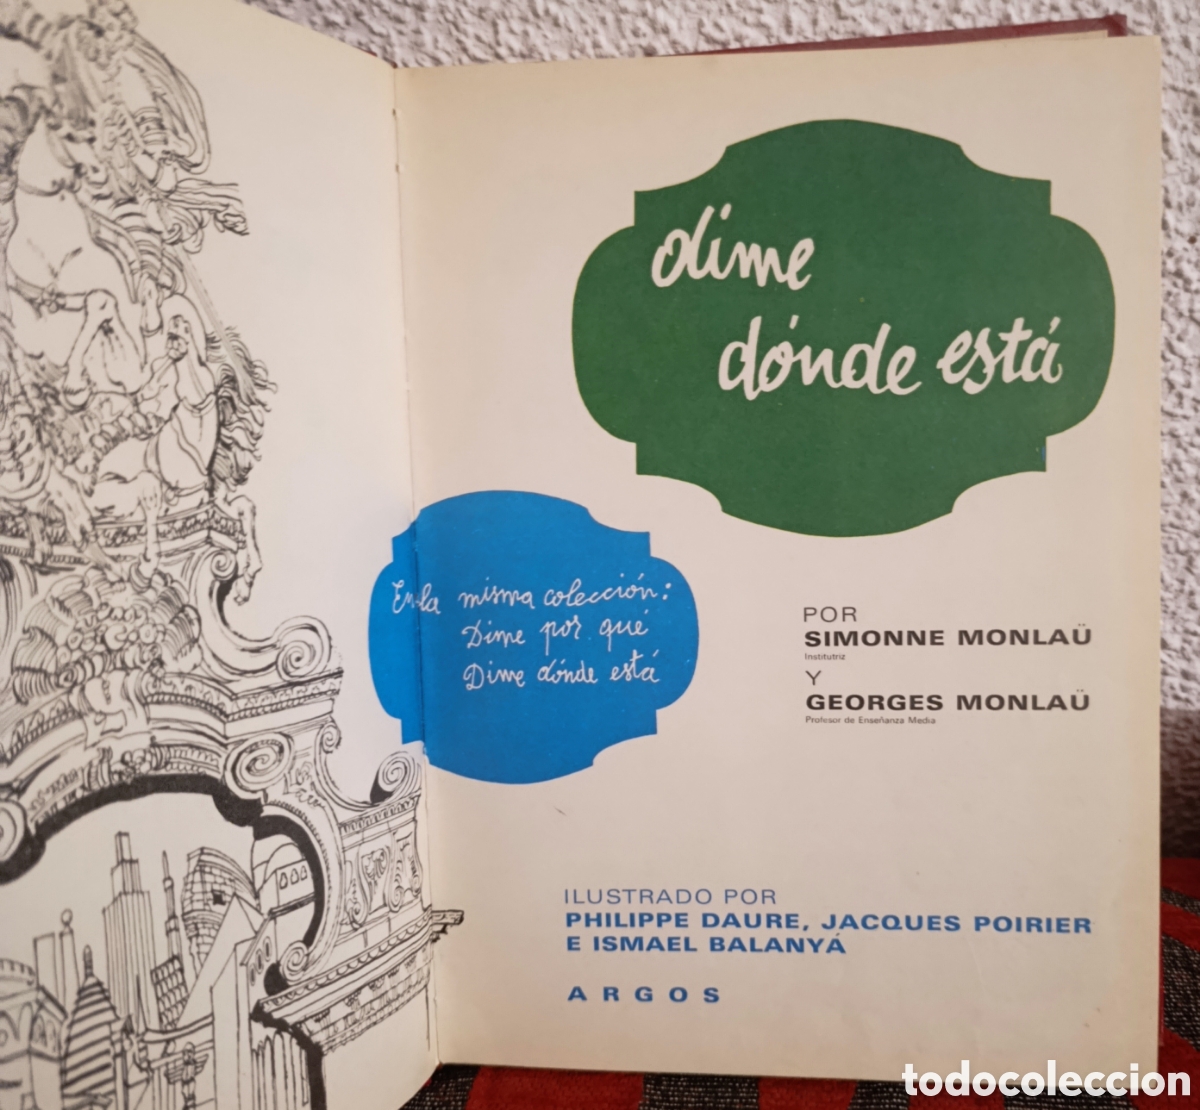 dime
dónde está
En la misma colección:
Dime por qué
Dime dónde está
POR
SIMONNE MONLAÜ
Institutriz
Y
GEORGES MONLAÜ
Profesor de Enseñanza Media
ILUSTRADO POR
PHILIPPE DAURE, JACQUES POIRIER
E ISMAEL BALANYÁ
ARGOS
todocoleccion